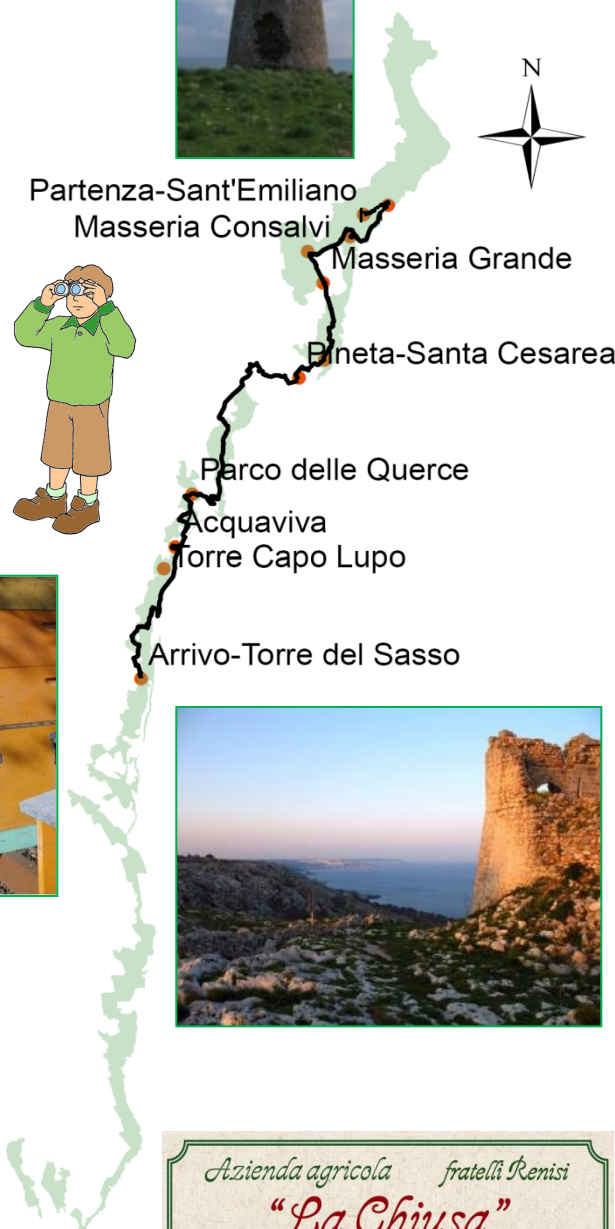 N
Partenza-Sant'Emiliano
Masseria Consalvi
Masseria Grande
Pineta-Santa Cesarea
Parco delle Querce
Acquaviva
Torre Capo Lupo
Arrivo-Torre del Sasso
Azienda agricola fratelli Renisi
"La Chiusa"